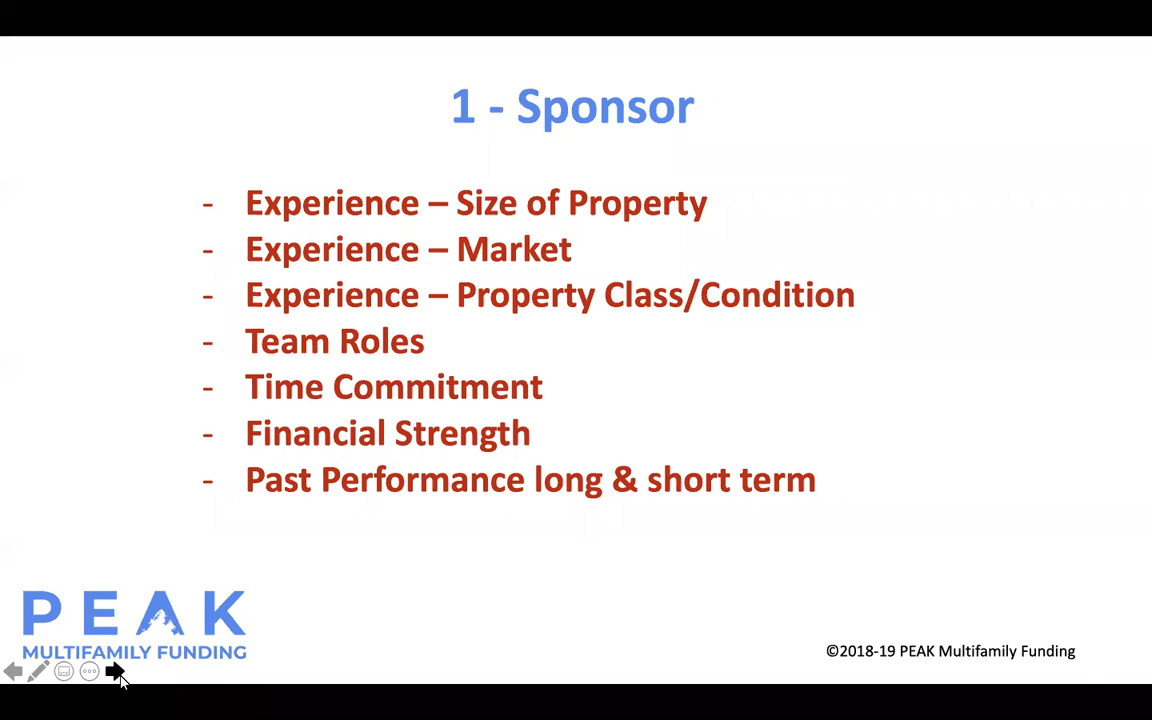 1 - Sponsor
- Experience – Size of Property
- Experience – Market
- Experience – Property Class/Condition
- Team Roles
- Time Commitment
- Financial Strength
- Past Performance long & short term
PEAK
MULTIFAMILY FUNDING
©2018-19 PEAK Multifamily Funding